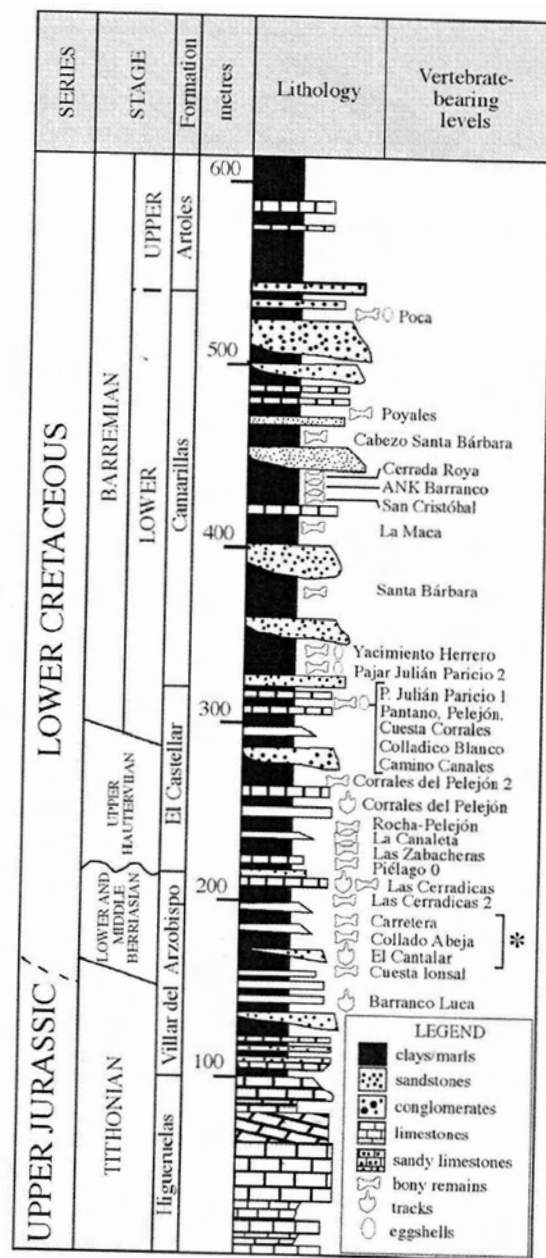 SERIES
STAGE
Formation
metres
Lithology
Vertebrate-
bearing
levels
LOWER CRETACEOUS
UPPER JURASSIC
BARREMIAN
UPPER
LOWER
UPPER
HAUTERVIIAN
LOWER AND
MIDDLE
BERRIASIAN
TITHONIAN
Artoles
Camarillas
El Castellar
Villar del Arzobispo
Higueruelas
600
500
400
300
200
100
Poca
Poyales
Cabezo Santa Bárbara
Cerrada Roya
ANK Barranco
San Cristóbal
La Maca
Santa Bárbara
Yacimiento Herrero
Pajar Julián Paricio 2
P. Julián Paricio 1
Pantano, Pelejón,
Cuesta Corrales
Colladico Blanco
Camino Canales
Corrales del Pelejón 2
Corrales del Pelejón
Rocha-Pelejón
La Canaleta
Las Zabacheras
Piélago 0
Las Cerradicas
Las Cerradicas 2
Carretera
Collado Abeja
El Cantalar
*
Cuesta lonsal
Barranco Luca
LEGEND
clays/marls
sandstones
conglomerates
limestones
sandy limestones
bony remains
tracks
eggshells